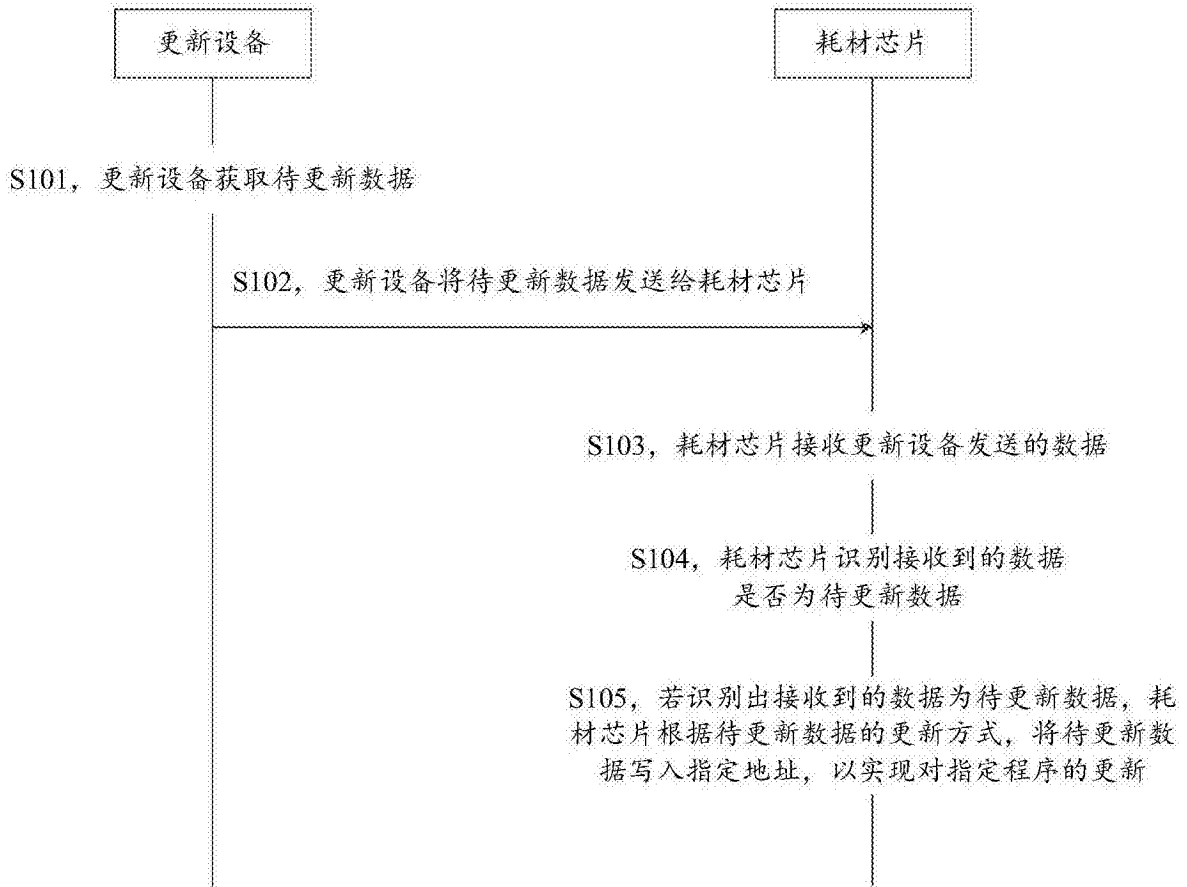 更新设备
耗材芯片
S101，更新设备获取待更新数据
S102，更新设备将待更新数据发送给耗材芯片
S103，耗材芯片接收更新设备发送的数据
S104，耗材芯片识别接收到的数据
是否为待更新数据
S105，若识别出接收到的数据为待更新数据，耗
材芯片根据待更新数据的更新方式，将待更新数
据写入指定地址，以实现对指定程序的更新